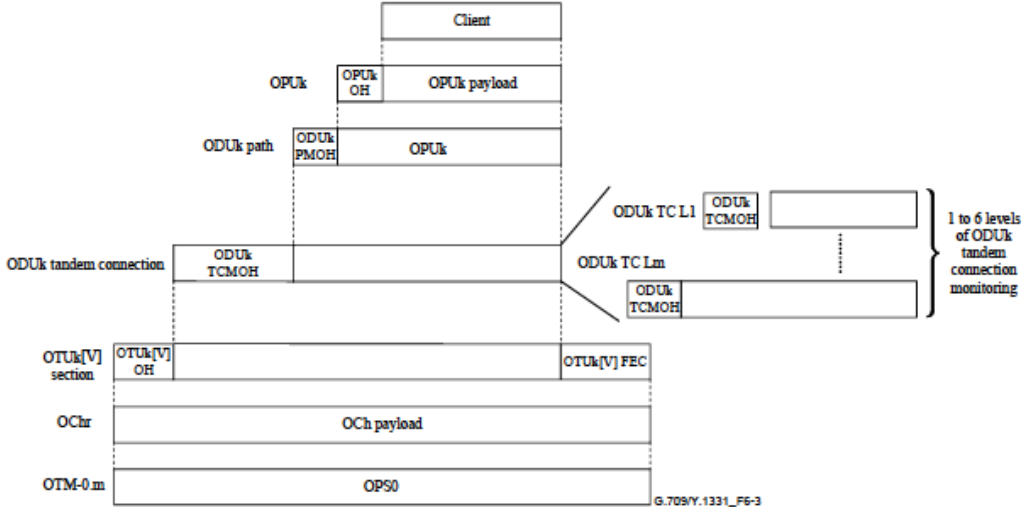 Client
OPUk
OPUk
OH
OPUk payload
ODUk path
ODUk
PMOH
OPUk
ODUk TC L1
ODUk
TCMOH
1 to 6 levels
of ODUk
tandem
connection
monitoring
ODUk tandem connection
ODUk
TCMOH
ODUk TC Lm
ODUk
TCMOH
OTUk[V]
section
OTUk[V]
OH
OTUk[V] FEC
OChr
OCh payload
OTM-0.m
OPS0
G.709/Y.1331_F6-3